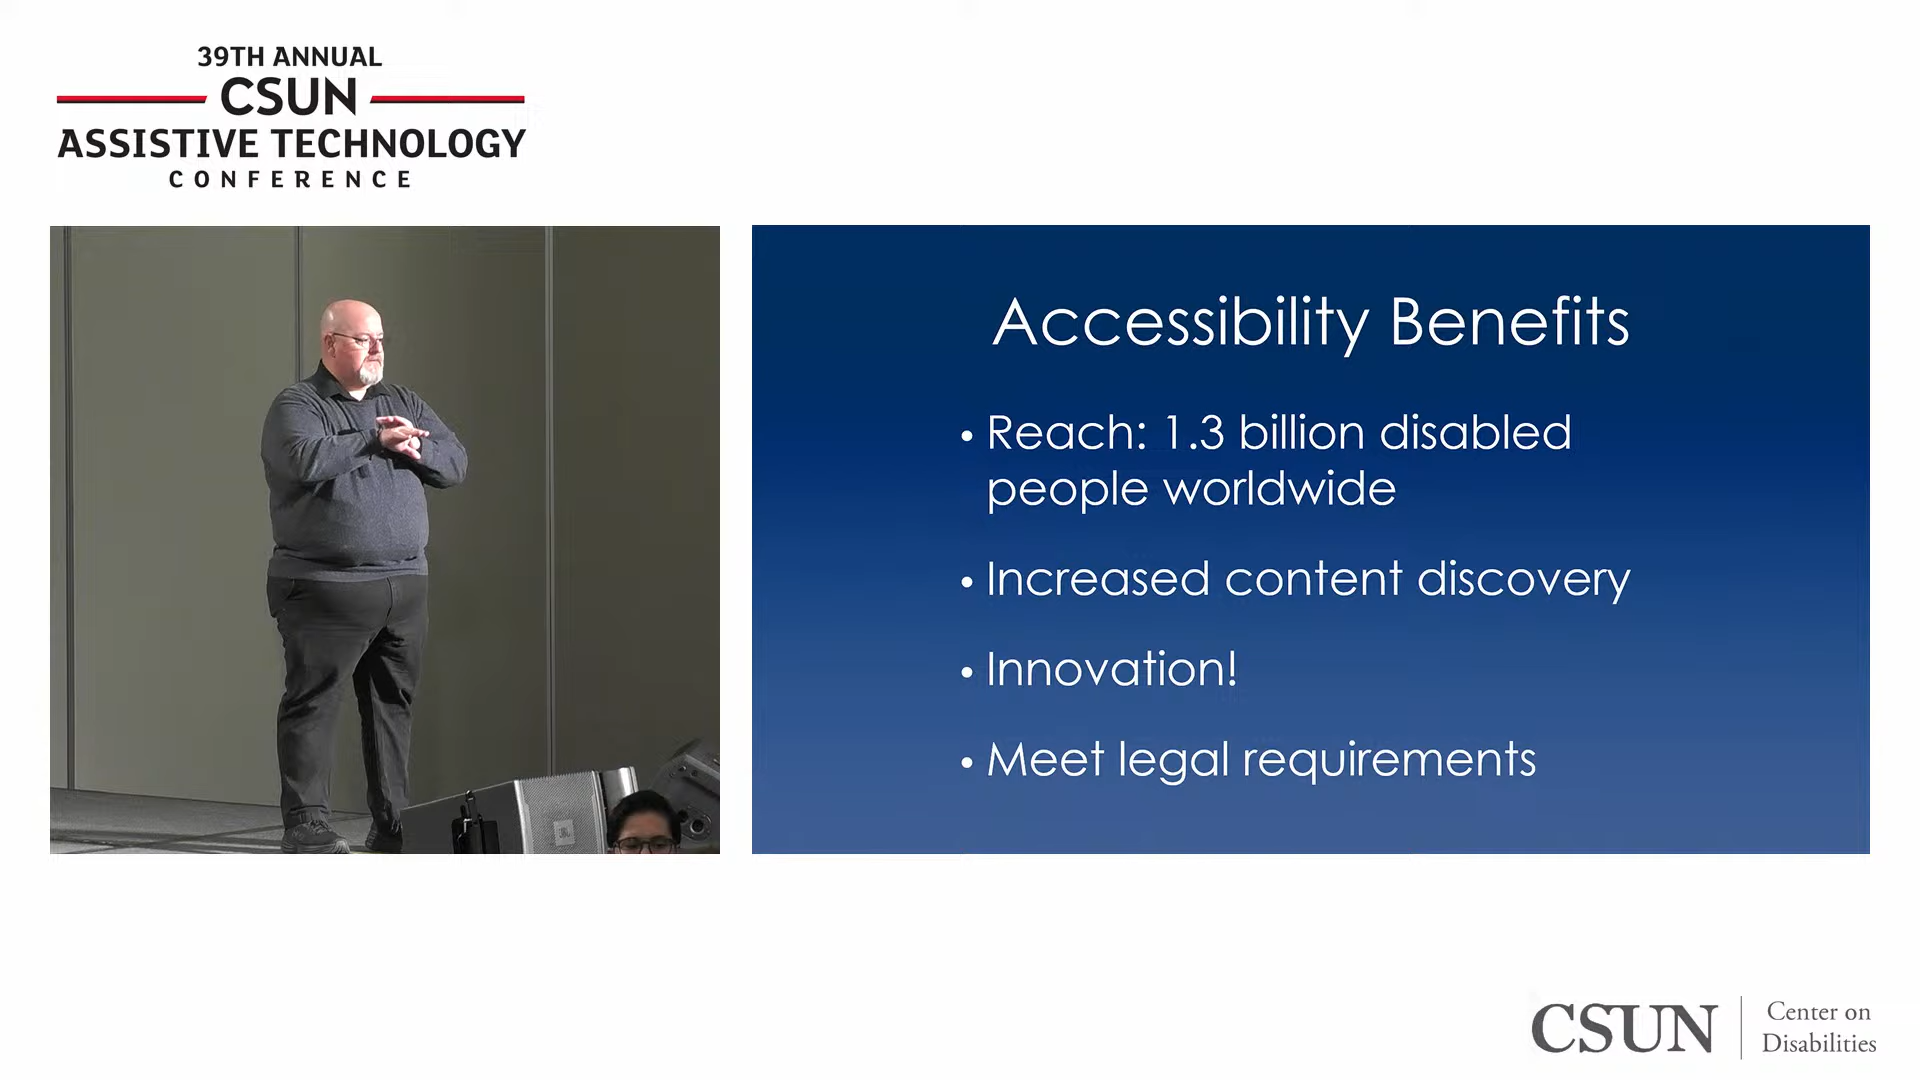 39TH ANNUAL
CSUN
ASSISTIVE TECHNOLOGY
CONFERENCE
Accessibility Benefits
• Reach: 1.3 billion disabled
people worldwide
• Increased content discovery
• Innovation!
• Meet legal requirements
JBL
CSUN
Center on
Disabilities